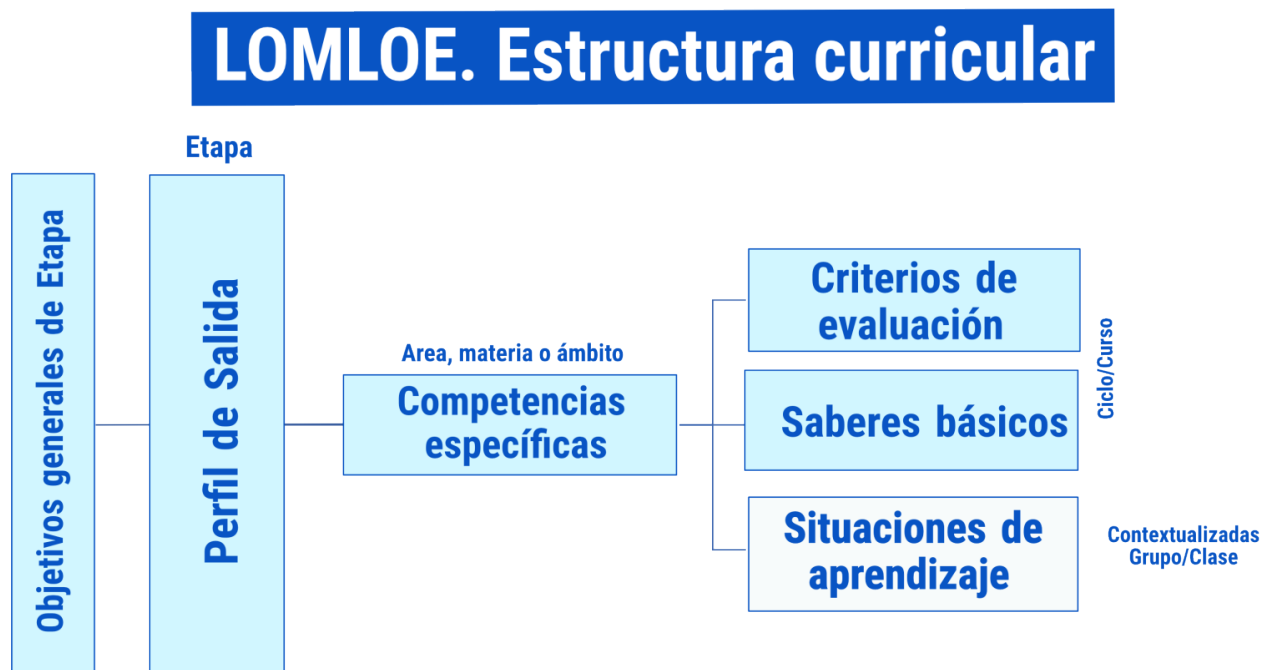 LOMLOE. Estructura curricular
Etapa
Objetivos generales de Etapa
Perfil de Salida
Area, materia o ámbito
Competencias
específicas
Criterios de
evaluación
Saberes básicos
Ciclo/Curso
Situaciones de
aprendizaje
Contextualizadas
Grupo/Clase